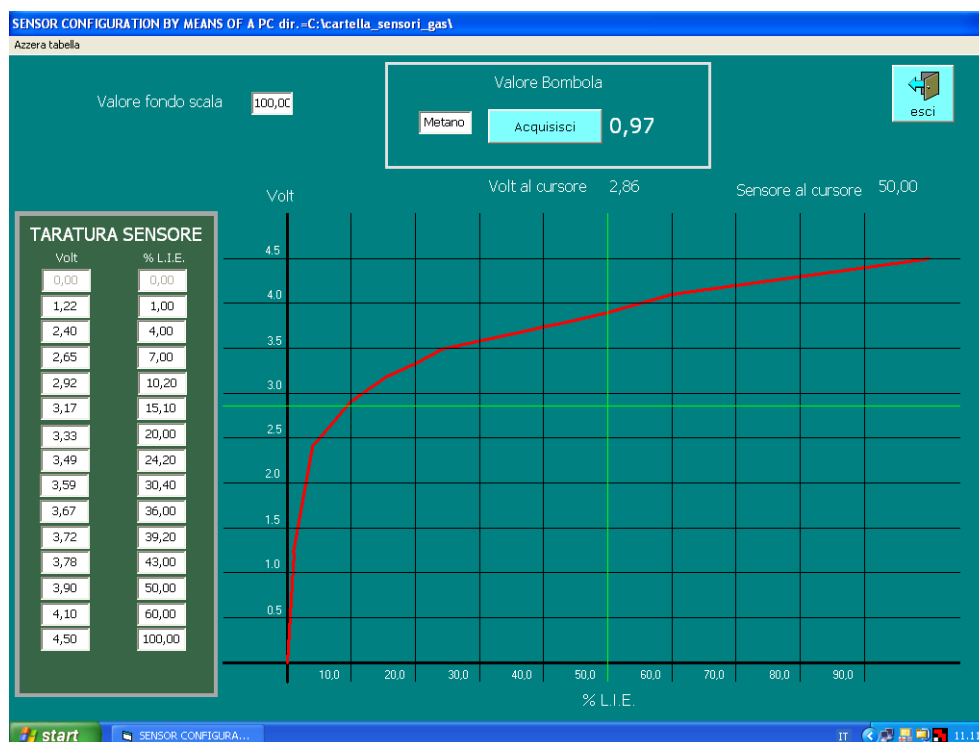 SENSOR CONFIGURATION BY MEANS OF A PC dir.=C:\cartella_sensori_gas\
Azzera tabella
Valore fondo scala 100,00
Valore Bombola
Metano Acquisisci 0,97
esci
Volt al cursore 2,86 Sensore al cursore 50,00
Volt
TARATURA SENSORE
Volt % L.I.E.
0,00 0,00
1,22 1,00
2,40 4,00
2,65 7,00
2,92 10,20
3,17 15,10
3,33 20,00
3,49 24,20
3,59 30,40
3,67 36,00
3,72 39,20
3,78 43,00
3,90 50,00
4,10 60,00
4,50 100,00
4.5
4.0
3.5
3.0
2.5
2.0
1.5
1.0
0.5
10,0 20,0 30,0 40,0 50,0 60,0 70,0 80,0 90,0
% L.I.E.
start SENSOR CONFIGURA... IT